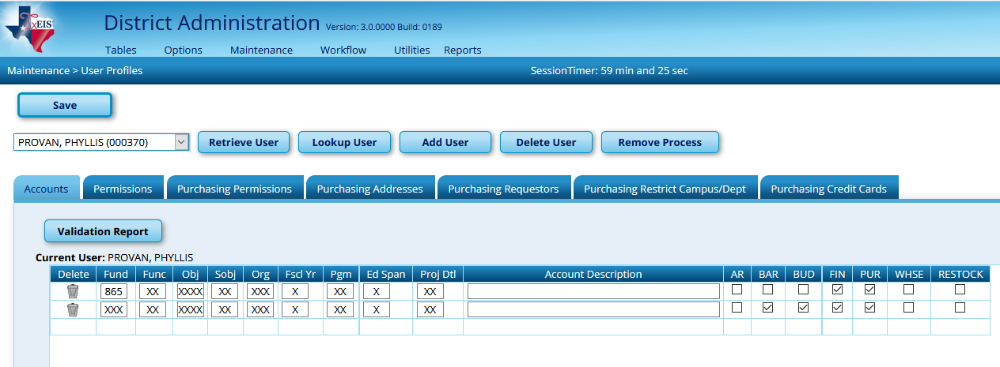 TxEIS
District Administration Version: 3.0.0000 Build: 0189
Tables Options Maintenance Workflow Utilities Reports
Maintenance > User Profiles SessionTimer: 59 min and 25 sec
Save
PROVAN, PHYLLIS (000370) Retrieve User Lookup User Add User Delete User Remove Process
Accounts Permissions Purchasing Permissions Purchasing Addresses Purchasing Requestors Purchasing Restrict Campus/Dept Purchasing Credit Cards
Validation Report
Current User: PROVAN, PHYLLIS
Delete Fund Func Obj Sobj Org Fscl Yr Pgm Ed Span Proj Dtl Account Description AR BAR BUD FIN PUR WHSE RESTOCK
865 XX XXXX XX XXX X XX X XX
XXX XX XXXX XX XXX X XX X XX